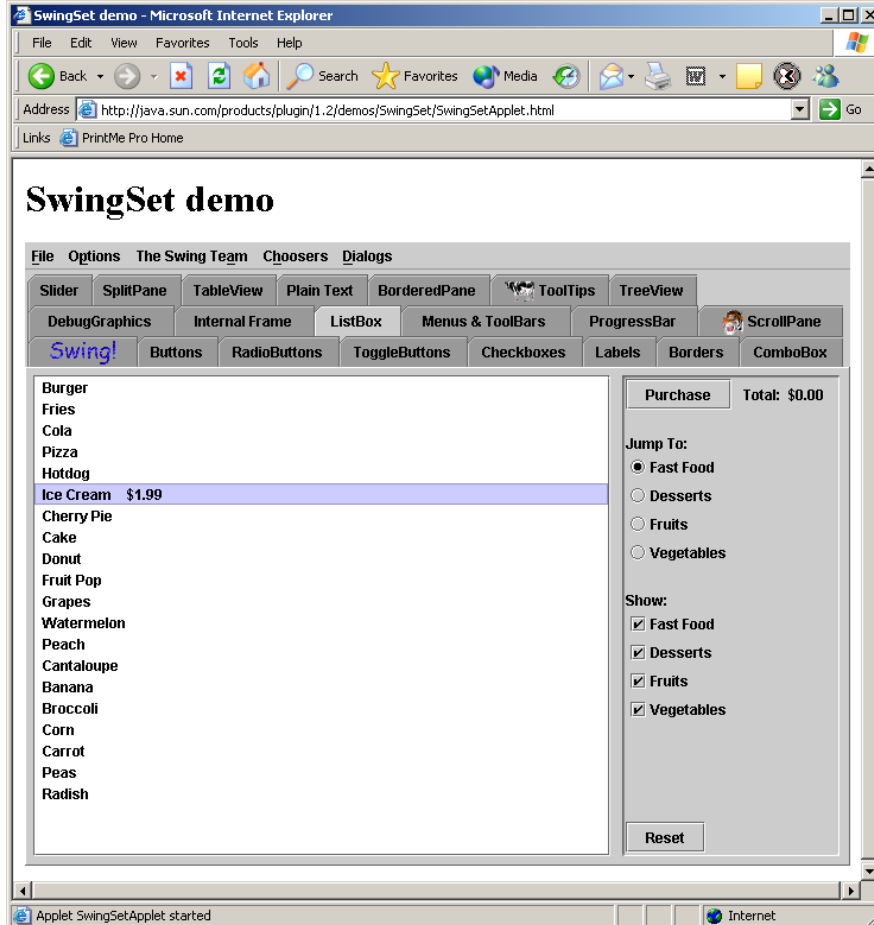 SwingSet demo - Microsoft Internet Explorer
File Edit View Favorites Tools Help
Back Search Favorites Media
Address http://java.sun.com/products/plugin/1.2/demos/SwingSet/SwingSetApplet.html Go
Links PrintMe Pro Home
SwingSet demo
File Options The Swing Team Choosers Dialogs
Slider SplitPane TableView Plain Text BorderedPane ToolTips TreeView
DebugGraphics Internal Frame ListBox Menus & ToolBars ProgressBar ScrollPane
Swing! Buttons RadioButtons ToggleButtons Checkboxes Labels Borders ComboBox
Burger
Fries
Cola
Pizza
Hotdog
Ice Cream $1.99
Cherry Pie
Cake
Donut
Fruit Pop
Grapes
Watermelon
Peach
Cantaloupe
Banana
Broccoli
Corn
Carrot
Peas
Radish
Purchase Total: $0.00
Jump To:
Fast Food
Desserts
Fruits
Vegetables
Show:
Fast Food
Desserts
Fruits
Vegetables
Reset
Applet SwingSetApplet started Internet